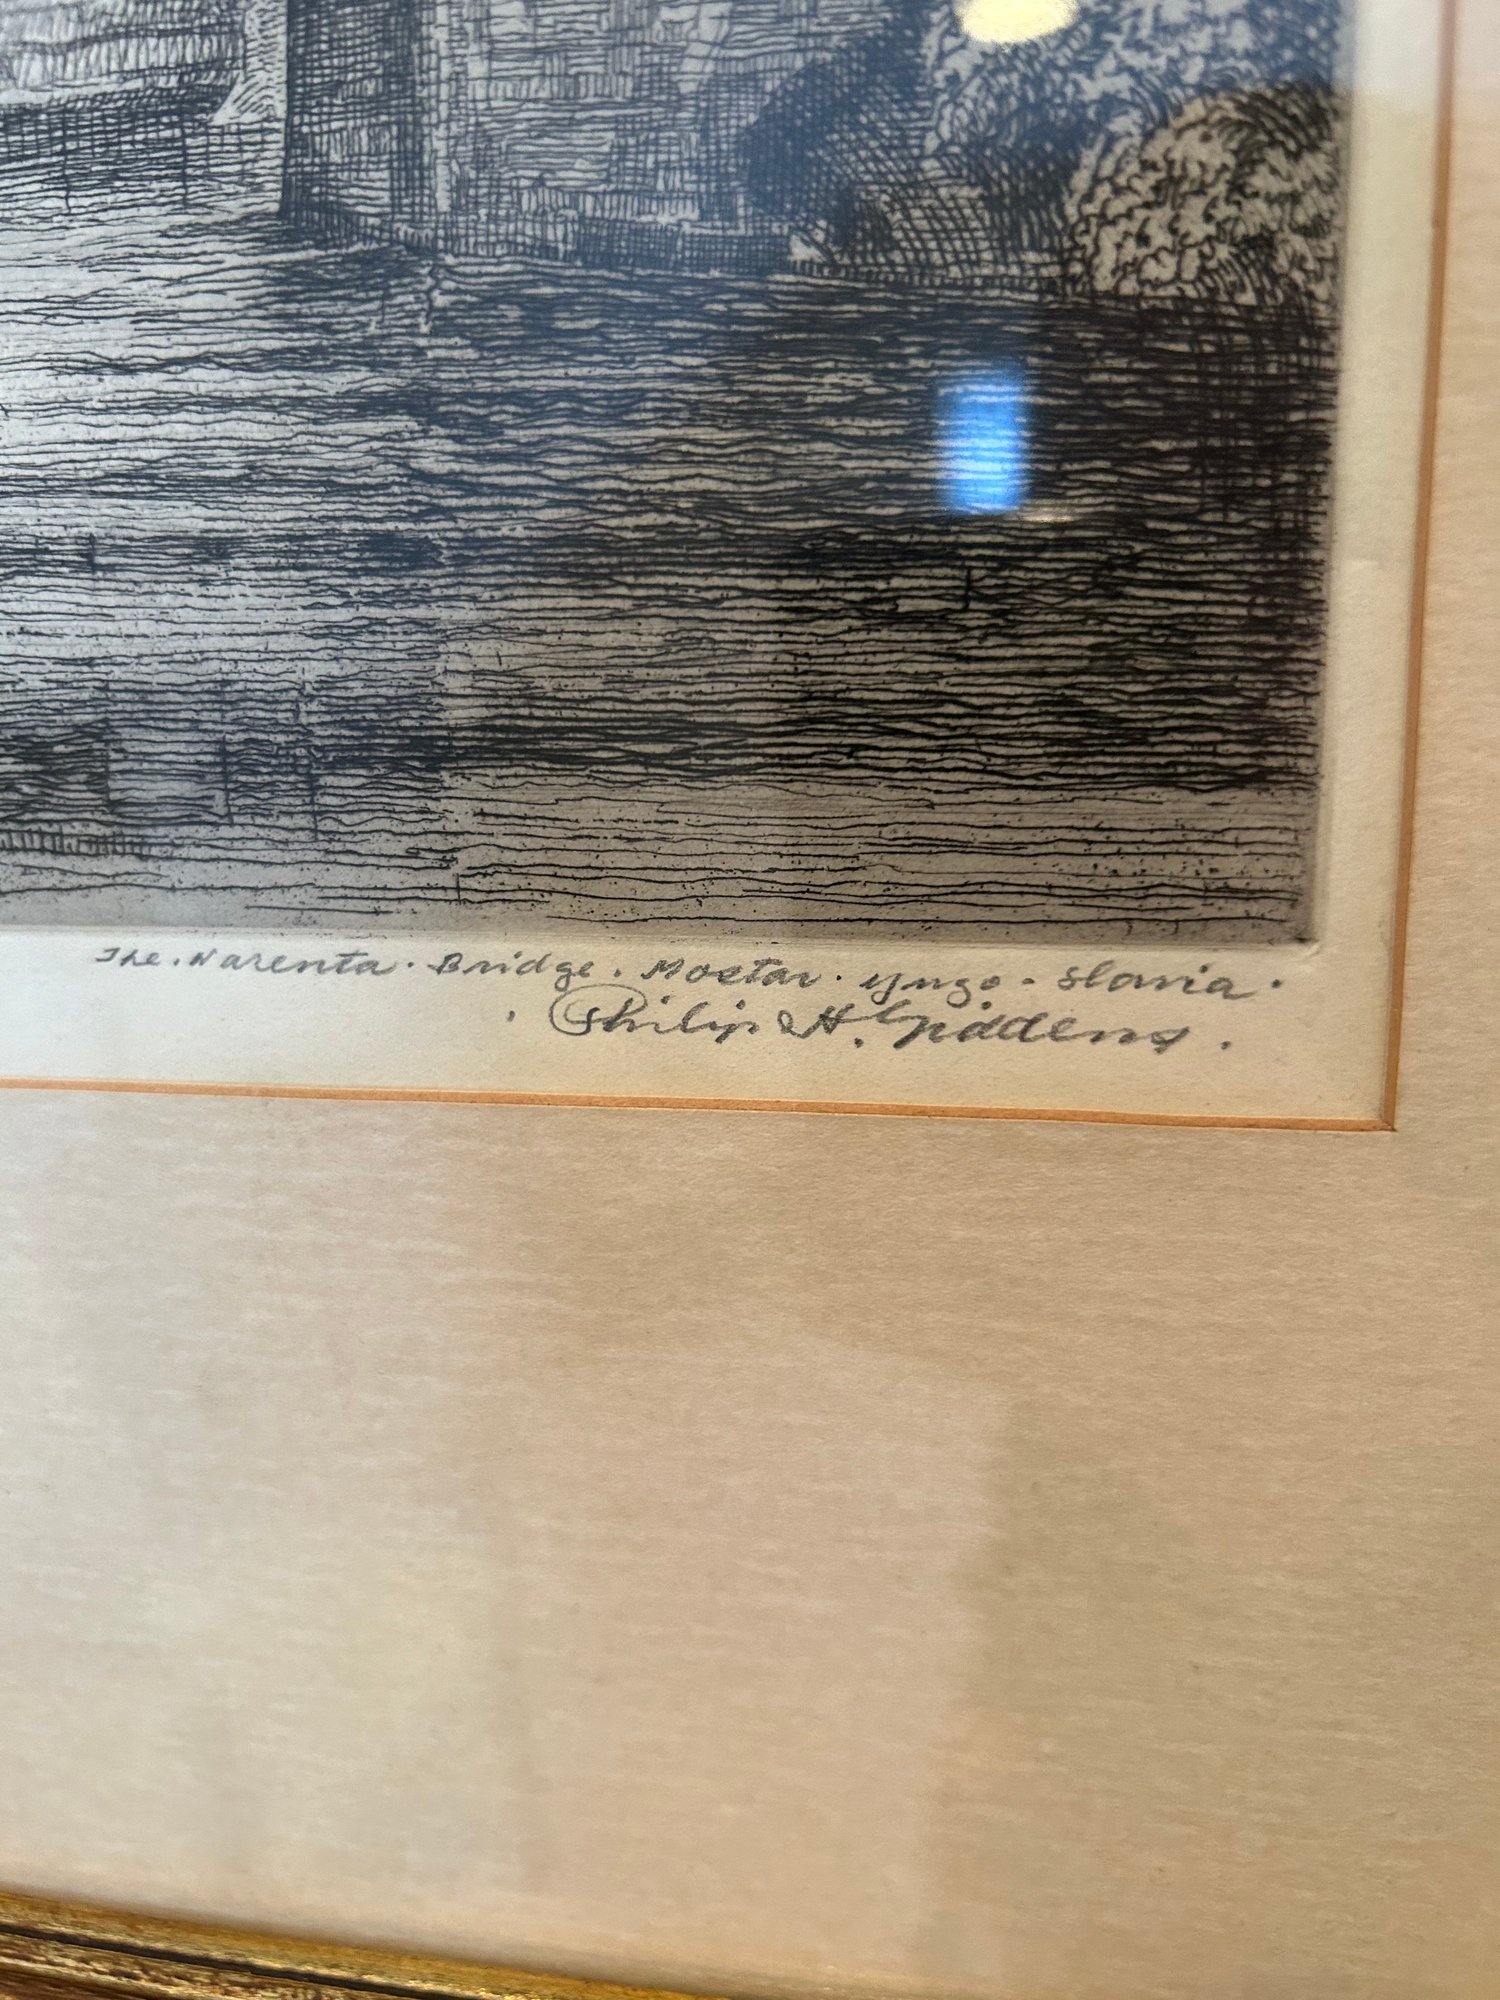 The. Narenta. Bridge. Mostar. Yugo-Slavia.
. Philip H. Giddens .